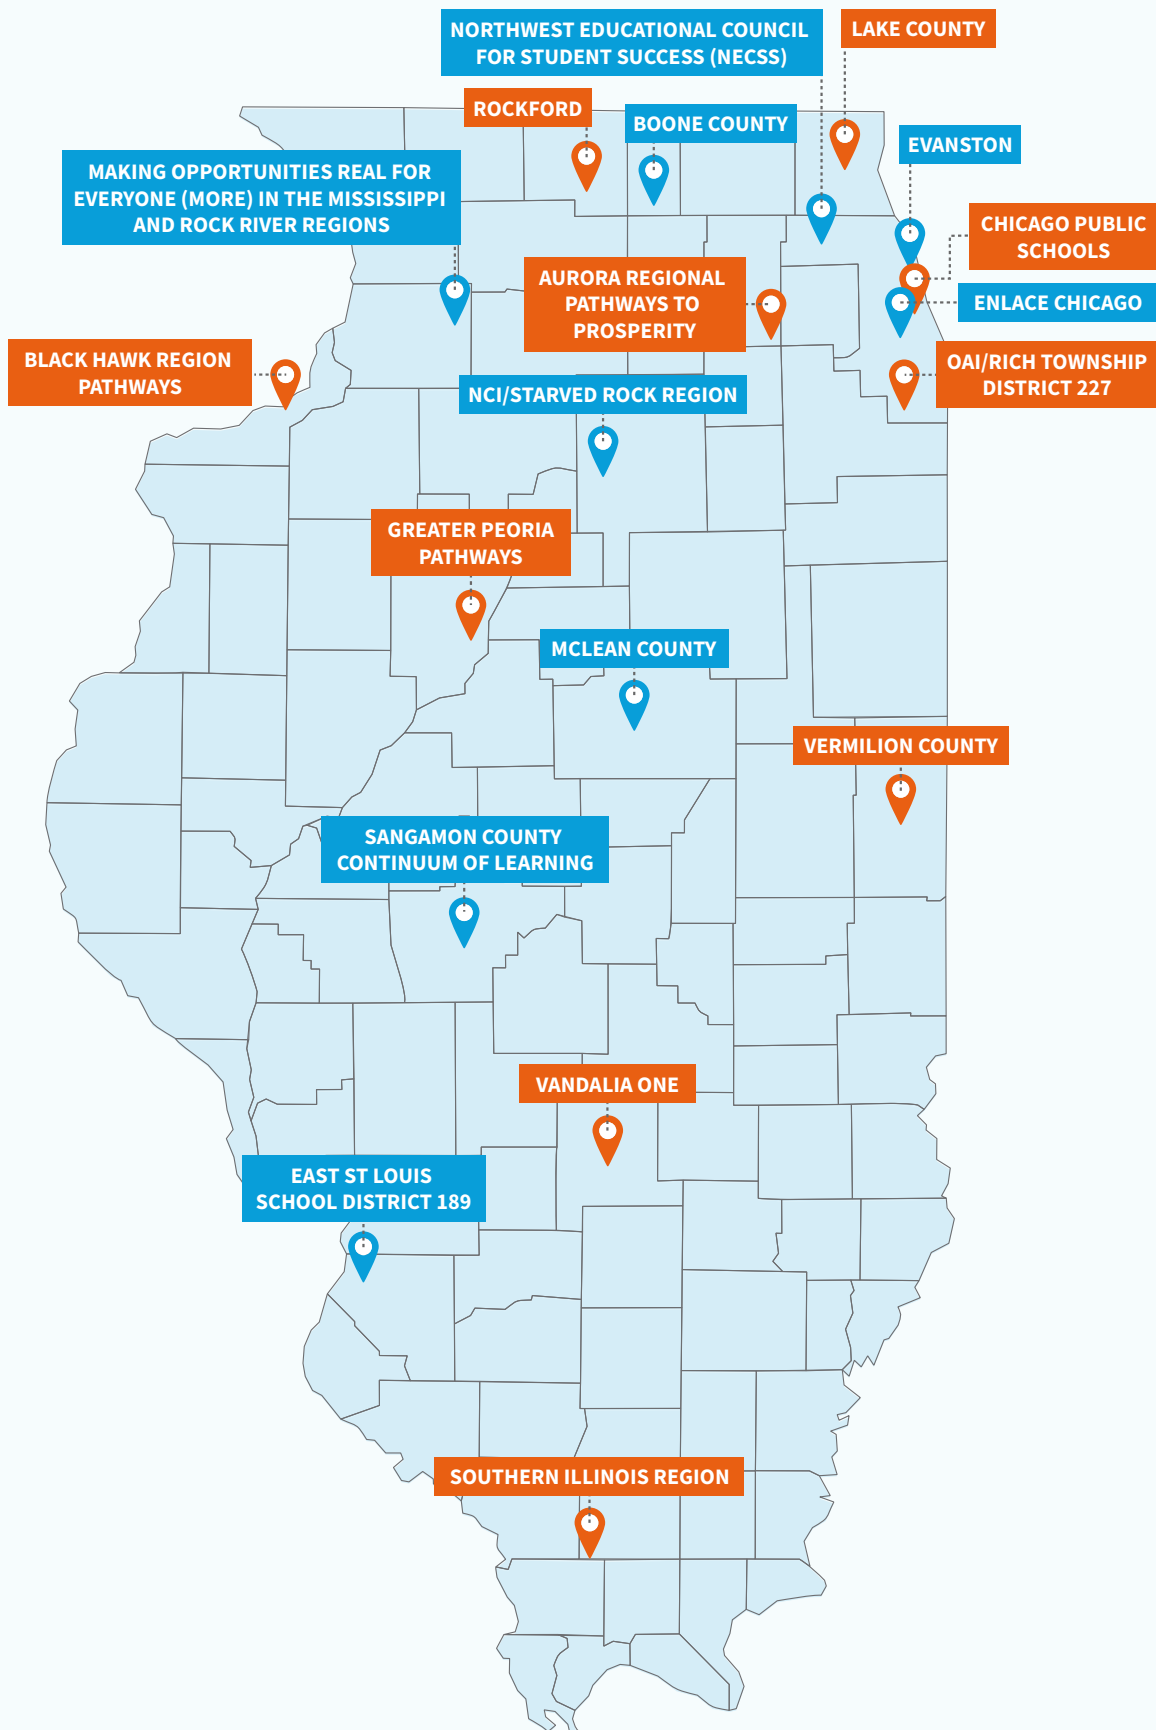 NORTHWEST EDUCATIONAL COUNCIL
FOR STUDENT SUCCESS (NECSS)
LAKE COUNTY
ROCKFORD
BOONE COUNTY
EVANSTON
MAKING OPPORTUNITIES REAL FOR
EVERYONE (MORE) IN THE MISSISSIPPI
AND ROCK RIVER REGIONS
CHICAGO PUBLIC
SCHOOLS
AURORA REGIONAL
PATHWAYS TO
PROSPERITY
ENLACE CHICAGO
BLACK HAWK REGION
PATHWAYS
OAI/RICH TOWNSHIP
DISTRICT 227
NCI/STARVED ROCK REGION
GREATER PEORIA
PATHWAYS
MCLEAN COUNTY
VERMILION COUNTY
SANGAMON COUNTY
CONTINUUM OF LEARNING
VANDALIA ONE
EAST ST LOUIS
SCHOOL DISTRICT 189
SOUTHERN ILLINOIS REGION